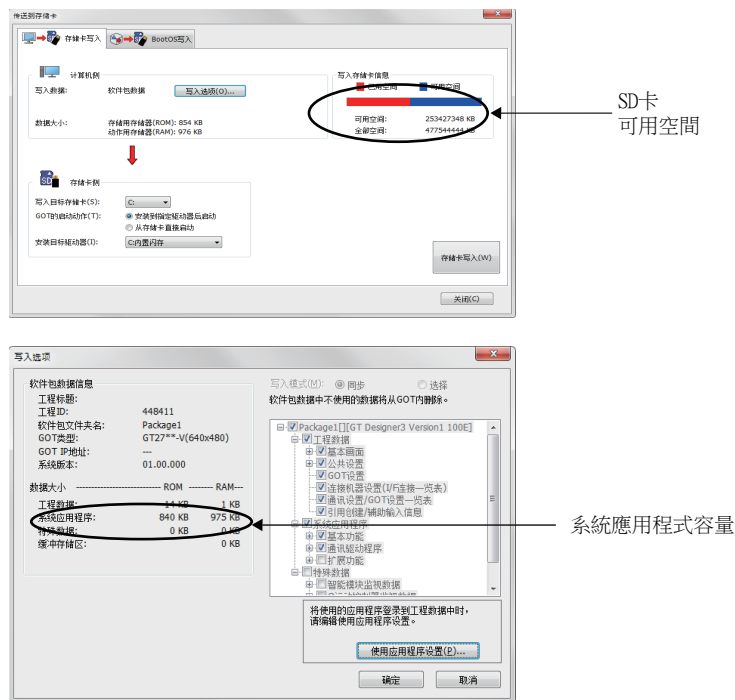 传送到存储卡
存储卡写入
BootOS写入
计算机侧
写入数据:
软件包数据
写入选项(O)...
数据大小:
存储用存储器(ROM): 854 KB
动作用存储器(RAM): 976 KB
写入存储卡信息
已用空间
可用空间
可用空间:
253427348 KB
全部空间:
477544444 KB
SD卡
可用空間
SD
存储卡侧
写入目标存储卡(S):
C:
GOT的启动动作(T):
安装到指定驱动器后启动
从存储卡直接启动
安装目标驱动器(I):
C:内置闪存
存储卡写入(W)
关闭(C)
写入选项
软件包数据信息
工程标题:
工程ID:
448411
软件包文件夹名:
Package1
GOT类型:
GT27**-V(640x480)
GOT IP地址:
---
系统版本:
01.00.000
数据大小 ------------------- ROM -------- RAM---
工程数据:
14 KB
1 KB
系统应用程序:
840 KB
975 KB
特殊数据:
0 KB
0 KB
缓冲存储区:
0 KB
写入模式(M):
同步
选择
软件包数据中不使用的数据将从GOT内删除。
Package1[][GT Designer3 Version1 100E]
工程数据
基本画面
公共设置
GOT设置
连接机器设置(I/F连接一览表)
通讯设置/GOT设置一览表
引用创建/辅助输入信息
系统应用程序
基本功能
通讯驱动程序
扩展功能
特殊数据
智能模块监视数据
将使用的应用程序登录到工程数据中时，
请编辑使用应用程序设置。
使用应用程序设置(P)...
确定
取消
系統應用程式容量